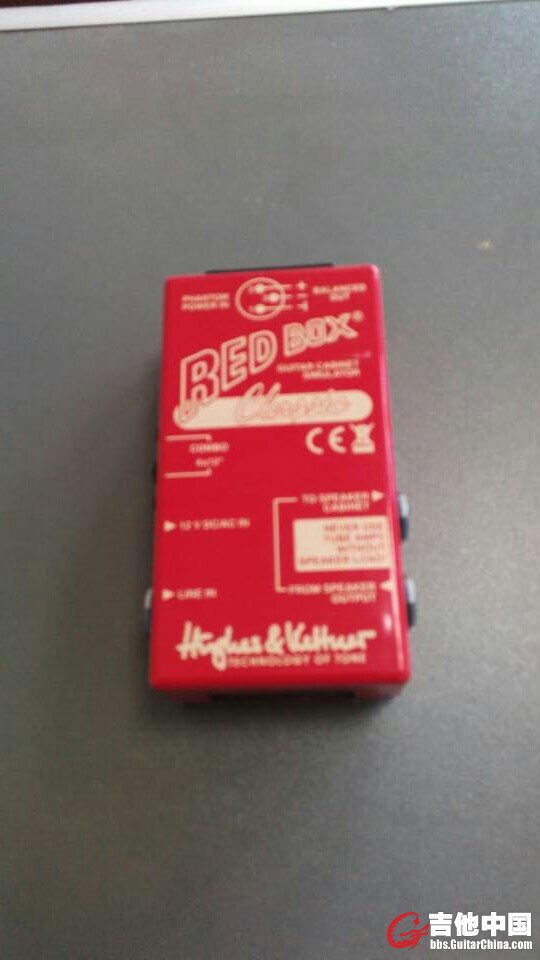 PHANTOM
POWER IN
BALANCED
OUT
RED BOX®
GUITAR CABINET
SIMULATOR
Classic
COMBO
4x12"
CE
TO SPEAKER
CABINET
12 V DC/AC IN
NEVER USE
TUBE AMPS
WITHOUT
SPEAKER LOAD!
LINE IN
FROM SPEAKER
OUTPUT
Hughes & Kettner
TECHNOLOGY OF TONE
吉他中国
bbs.GuitarChina.com